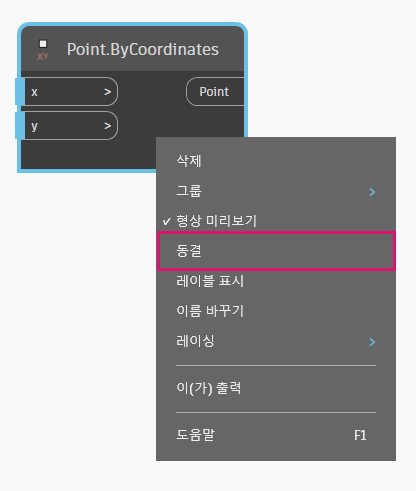 XY
Point.ByCoordinates
x >
Point
y >
삭제
그룹 >
✓ 형상 미리보기
동결
레이블 표시
이름 바꾸기
레이싱 >
이(가) 출력
도움말 F1